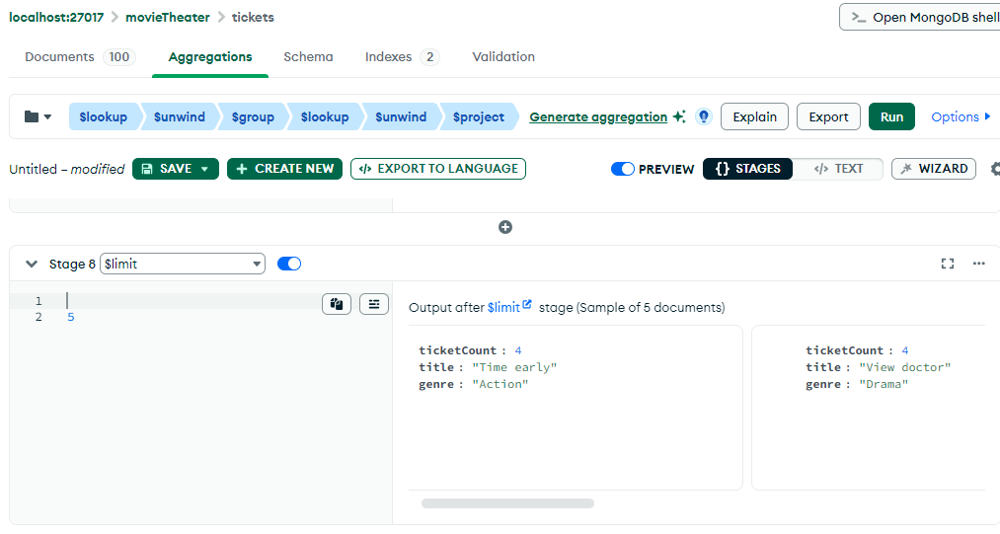 localhost:27017 > movieTheater > tickets
>_ Open MongoDB shell
Documents 100 Aggregations Schema Indexes 2 Validation
$lookup $unwind $group $lookup $unwind $project Generate aggregation Explain Export Run Options
Untitled – modified SAVE + CREATE NEW </> EXPORT TO LANGUAGE PREVIEW {} STAGES </> TEXT WIZARD
Stage 8 $limit
1
2 5
Output after $limit stage (Sample of 5 documents)
ticketCount : 4
title : "Time early"
genre : "Action"
ticketCount : 4
title : "View doctor"
genre : "Drama"